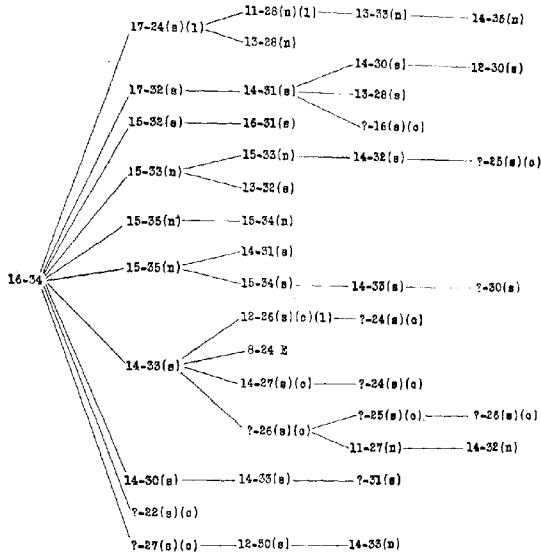 11-28(n)(l) 13-33(n) 14-35(n)
17-24(s)(l)
13-28(n)
14-30(s) 12-30(s)
17-32(s) 14-31(s) 13-28(s)
?-16(s)(c)
15-32(s) 16-31(s)
15-33(n) 14-32(s) ?-25(s)(c)
15-33(n)
13-32(s)
15-35(n) 15-34(n)
14-31(s)
15-35(n)
16-34
15-34(s) 14-33(s) ?-30(s)
12-26(s)(c)(l) ?-24(s)(c)
8-24 E
14-33(s)
14-27(s)(c) ?-24(s)(c)
?-25(s)(c) ?-26(s)(c)
?-26(s)(c)
11-27(n) 14-32(n)
14-30(s) 14-33(s) ?-31(s)
?-22(s)(c)
?-27(s)(c) 12-30(s) 14-33(n)